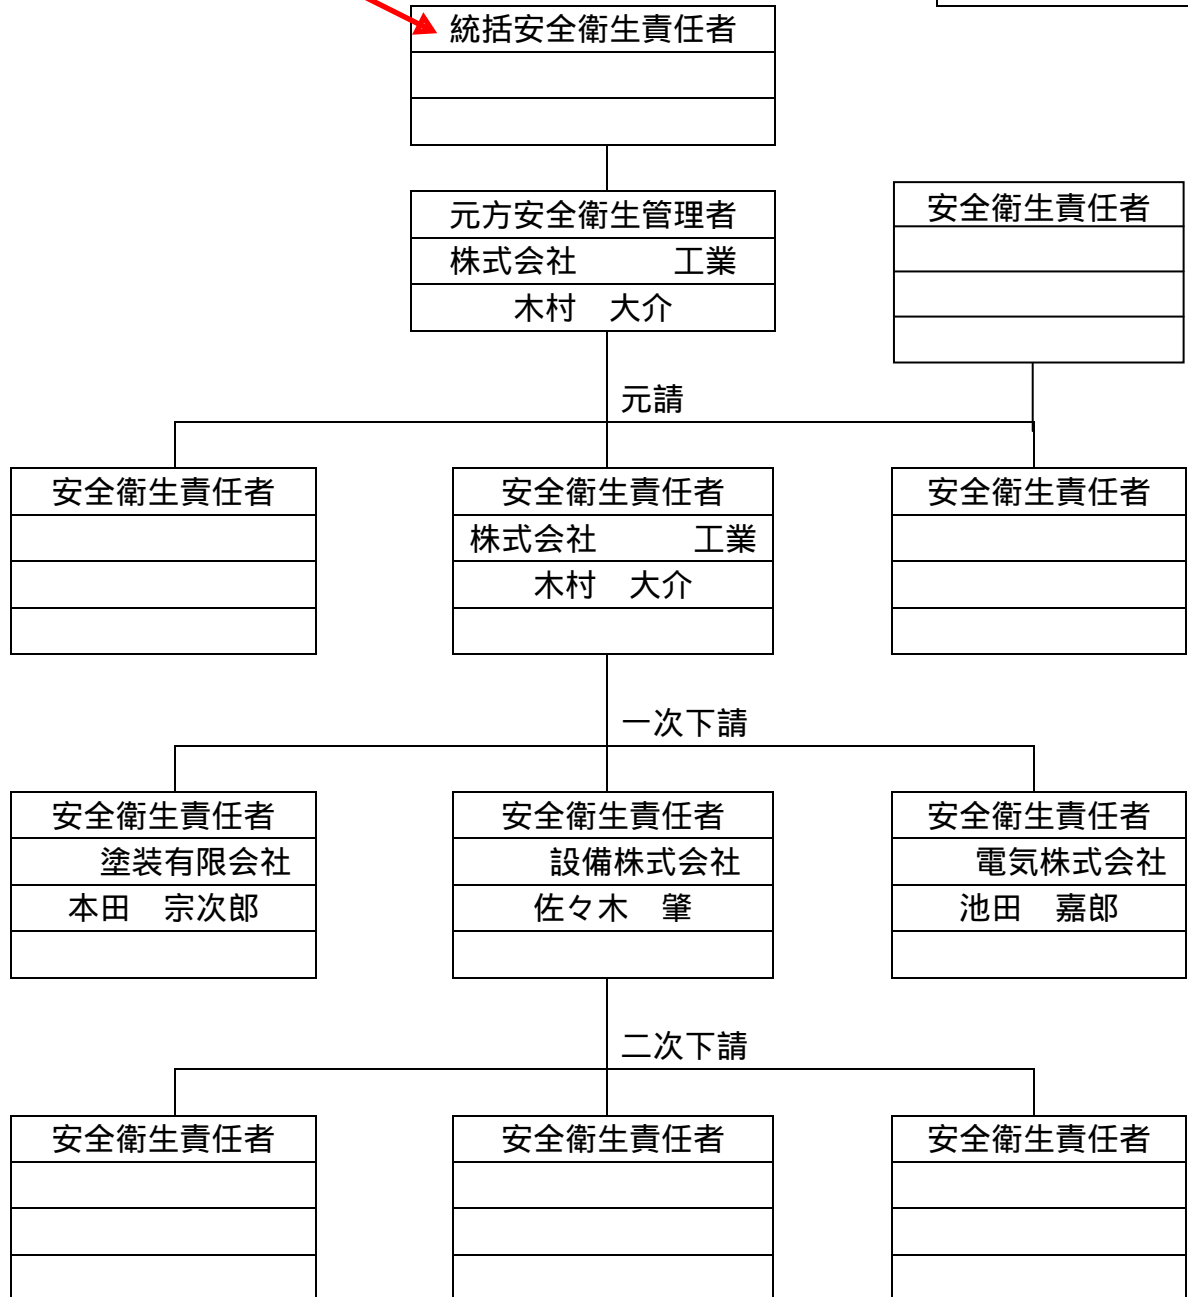 統括安全衛生責任者
元方安全衛生管理者
株式会社　　　工業
木村　大介
安全衛生責任者
元請
安全衛生責任者
安全衛生責任者
株式会社　　　工業
木村　大介
安全衛生責任者
一次下請
安全衛生責任者
塗装有限会社
本田　宗次郎
安全衛生責任者
設備株式会社
佐々木　肇
安全衛生責任者
電気株式会社
池田　嘉郎
二次下請
安全衛生責任者
安全衛生責任者
安全衛生責任者